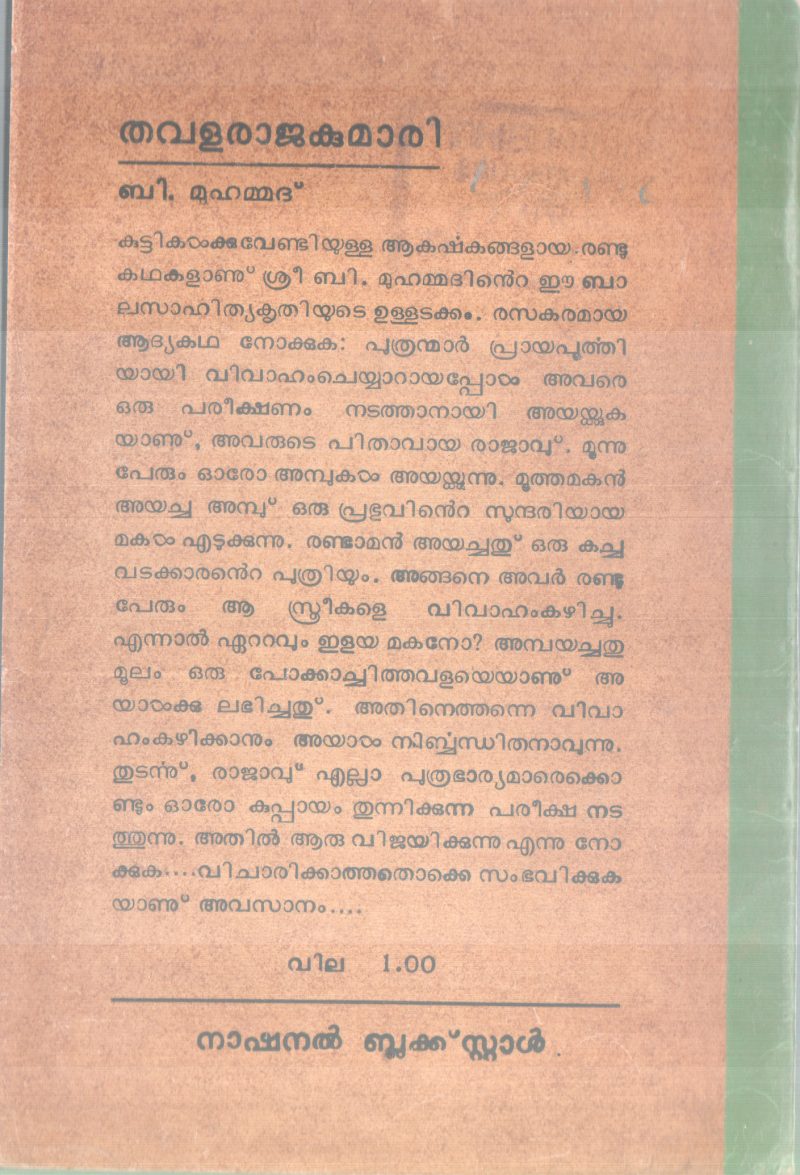 തവളരാജകുമാരി
ബി. മുഹമ്മദ്
കുട്ടികൾക്കുവേണ്ടിയുള്ള ആകർഷകങ്ങളായ രണ്ടു
കഥകളാണു് ശ്രീ ബി. മുഹമ്മദിൻെറ ഈ ബാ
ലസാഹിത്യകൃതിയുടെ ഉള്ളടക്കം. രസകരമായ
ആദ്യകഥ നോക്കുക: പുത്രന്മാർ പ്രായപൂർത്തി
യായി വിവാഹംചെയ്യാറായപ്പോൾ അവരെ
ഒരു പരീക്ഷണം നടത്താനായി അയയ്ക്കുക
യാണു്, അവരുടെ പിതാവായ രാജാവു്. മൂന്നു
പേരും ഓരോ അമ്പുകൾ അയയ്ക്കുന്നു. മൂത്തമകൻ
അയച്ച അമ്പു് ഒരു പ്രഭുവിൻെറ സുന്ദരിയായ
മകൾ എടുക്കുന്നു. രണ്ടാമൻ അയച്ചതു് ഒരു കച്ച
വടക്കാരൻെറ പുത്രിയും. അങ്ങനെ അവർ രണ്ടു
പേരും ആ സ്ത്രീകളെ വിവാഹംകഴിച്ചു.
എന്നാൽ ഏററവും ഇളയ മകനോ? അമ്പയച്ചതു
മൂലം ഒരു പോക്കാച്ചിത്തവളയെയാണു് അ
യാൾക്കു ലഭിച്ചതു്. അതിനെത്തന്നെ വിവാ
ഹംകഴിക്കാനും അയാൾ നിർബ്ബന്ധിതനാവുന്നു.
തുടർന്നു്, രാജാവു് എല്ലാ പുത്രഭാര്യമാരെക്കൊ
ണ്ടും ഓരോ കുപ്പായം തുന്നിക്കുന്ന പരീക്ഷ നട
ത്തുന്നു. അതിൽ ആരു വിജയിക്കുന്നു എന്നു നോ
ക്കുക....വിചാരിക്കാത്തതൊക്കെ സംഭവിക്കുക
യാണു് അവസാനം....
വില 1.00
നാഷനൽ ബുക്ക്സ്റ്റാൾ